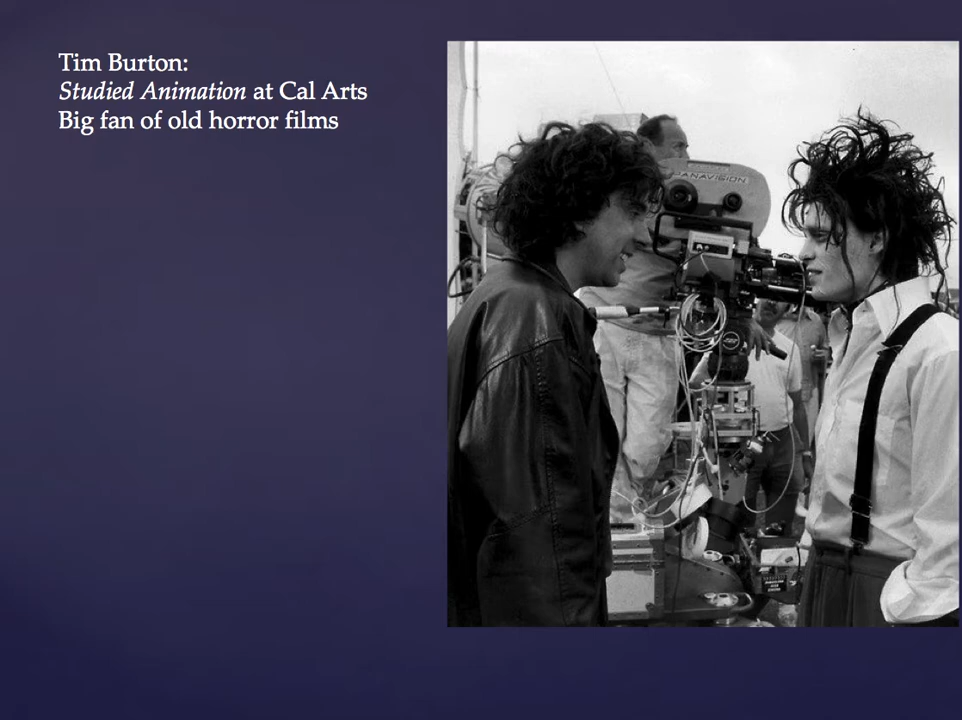 Tim Burton:
Studied Animation at Cal Arts
Big fan of old horror films
PANAVISION